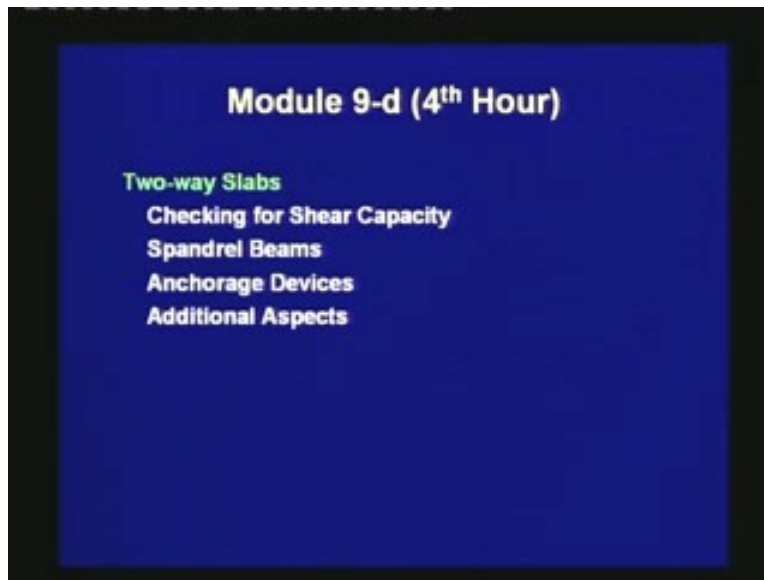 Module 9-d (4th Hour)
Two-way Slabs
Checking for Shear Capacity
Spandrel Beams
Anchorage Devices
Additional Aspects